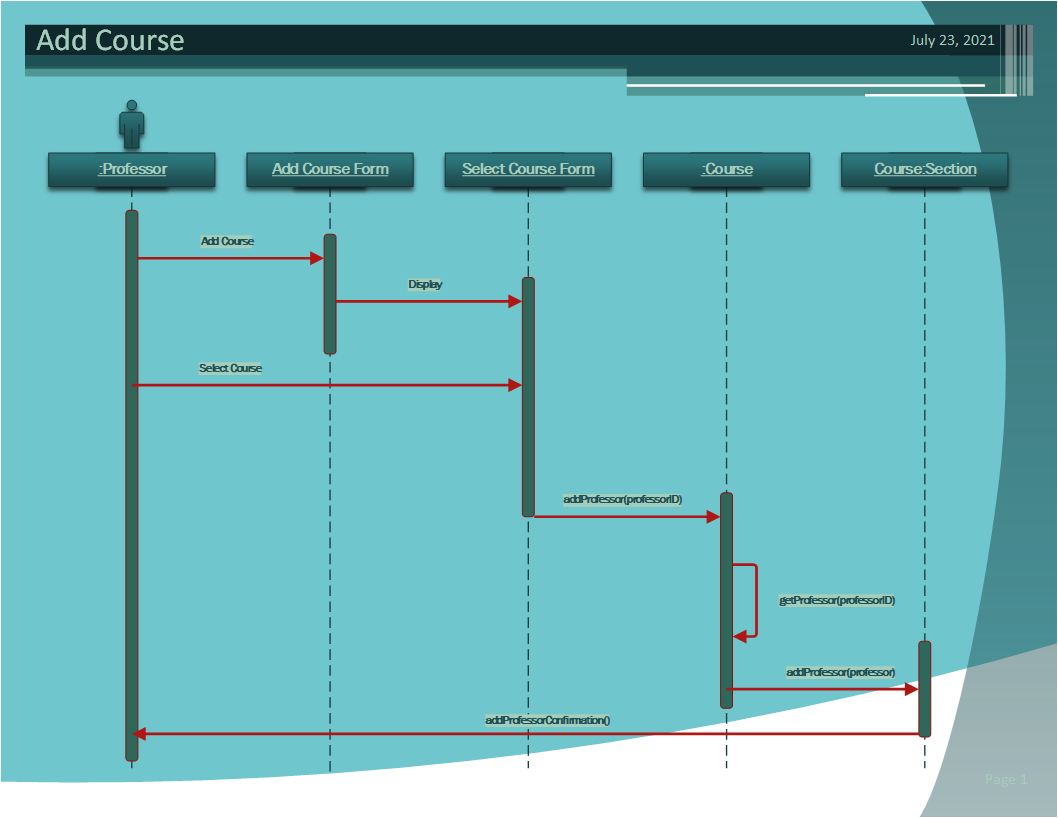 Add Course
July 23, 2021
:Professor
Add Course Form
Select Course Form
:Course
Course:Section
Add Course
Display
Select Course
addProfessor(professorID)
getProfessor(professorID)
addProfessor(professor)
addProfessorConfirmation()
Page 1